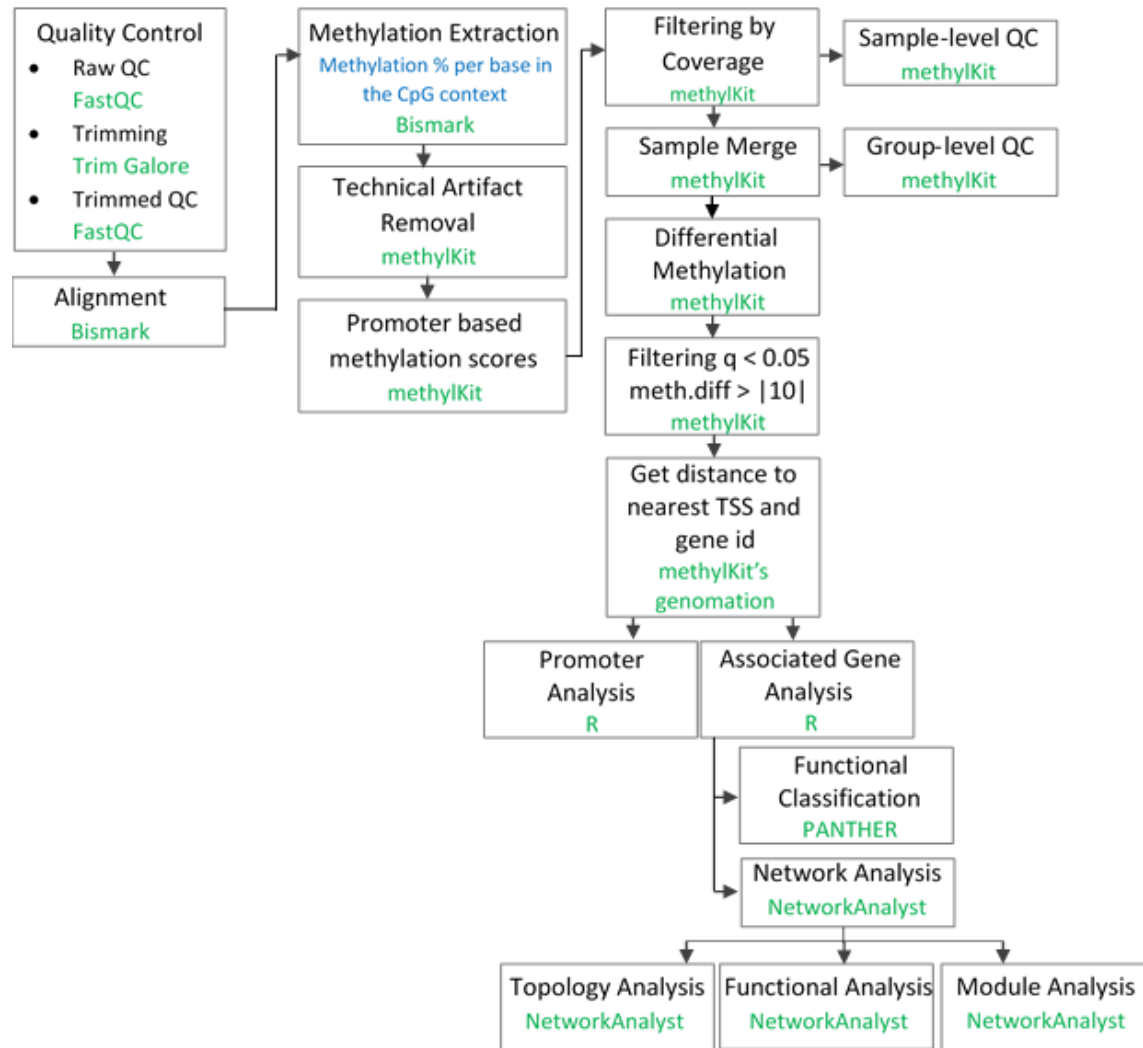 Quality Control
• Raw QC
FastQC
• Trimming
Trim Galore
• Trimmed QC
FastQC
Alignment
Bismark
Methylation Extraction
Methylation % per base in
the CpG context
Bismark
Technical Artifact
Removal
methylKit
Promoter based
methylation scores
methylKit
Filtering by
Coverage
methylKit
Sample-level QC
methylKit
Sample Merge
methylKit
Group-level QC
methylKit
Differential
Methylation
methylKit
Filtering q < 0.05
meth.diff > |10|
methylKit
Get distance to
nearest TSS and
gene id
methylKit's
genomation
Promoter
Analysis
R
Associated Gene
Analysis
R
Functional
Classification
PANTHER
Network Analysis
NetworkAnalyst
Topology Analysis
NetworkAnalyst
Functional Analysis
NetworkAnalyst
Module Analysis
NetworkAnalyst